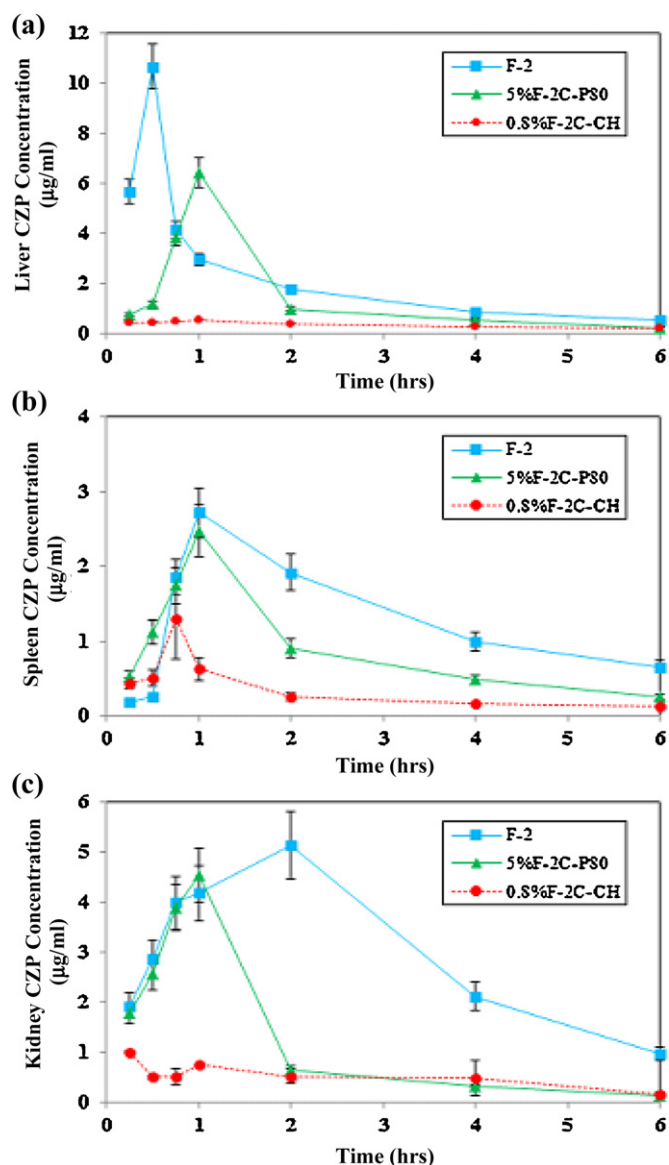 (a)
Liver CZP Concentration
(µg/ml)
12
10
8
6
4
2
0
F-2
5%F-2C-P80
0.8%F-2C-CH
0 1 2 3 4 5 6
Time (hrs)
(b)
Spleen CZP Concentration
(µg/ml)
4
3
2
1
0
F-2
5%F-2C-P80
0.8%F-2C-CH
0 1 2 3 4 5 6
Time (hrs)
(c)
Kidney CZP Concentration
(µg/ml)
6
5
4
3
2
1
0
F-2
5%F-2C-P80
0.8%F-2C-CH
0 1 2 3 4 5 6
Time (hrs)